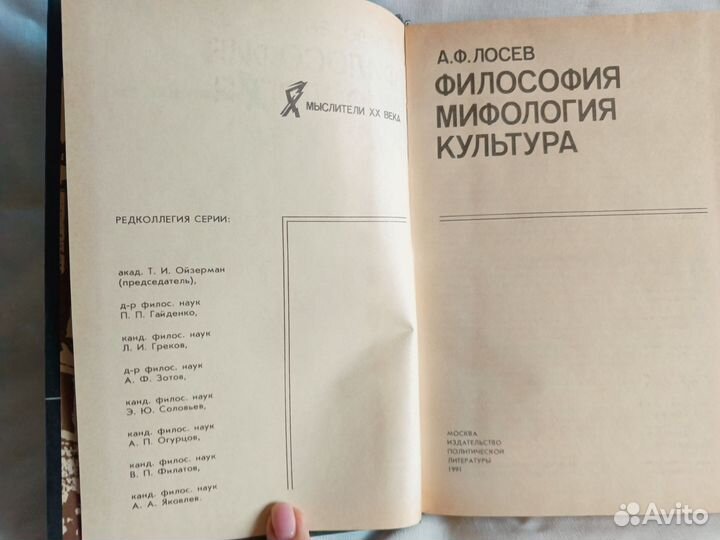 МЫСЛИТЕЛИ XX ВЕКА
РЕДКОЛЛЕГИЯ СЕРИИ:
акад. Т. И. Ойзерман
(председатель),
д-р филос. наук
П. П. Гайденко,
канд. филос. наук
Л. И. Греков,
д-р филос. наук
А. Ф. Зотов,
канд. филос. наук
Э. Ю. Соловьев,
канд. филос. наук
А. П. Огурцов,
канд. филос. наук
В. П. Филатов,
канд. филос. наук
А. А. Яковлев.
А.Ф. ЛОСЕВ
ФИЛОСОФИЯ
МИФОЛОГИЯ
КУЛЬТУРА
МОСКВА
ИЗДАТЕЛЬСТВО
ПОЛИТИЧЕСКОЙ
ЛИТЕРАТУРЫ
1991
Avito